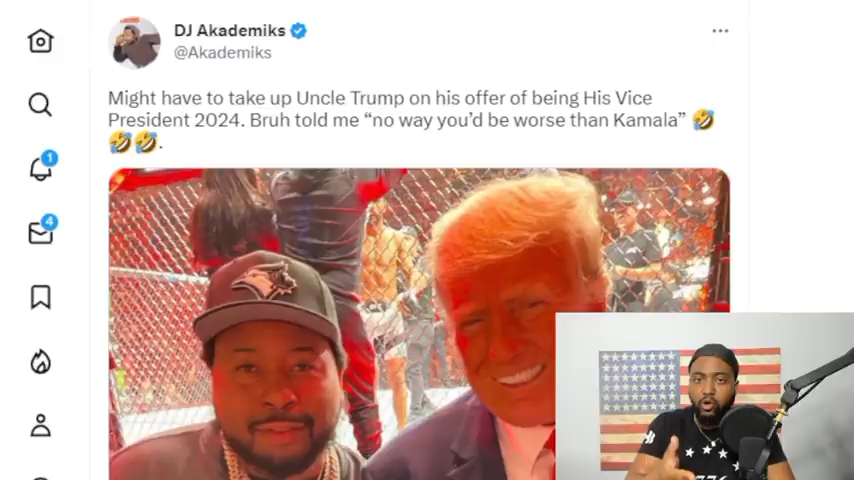 DJ Akademiks
@Akademiks
Might have to take up Uncle Trump on his offer of being His Vice
President 2024. Bruh told me “no way you’d be worse than Kamala” 🤣
🤣🤣.
1
4